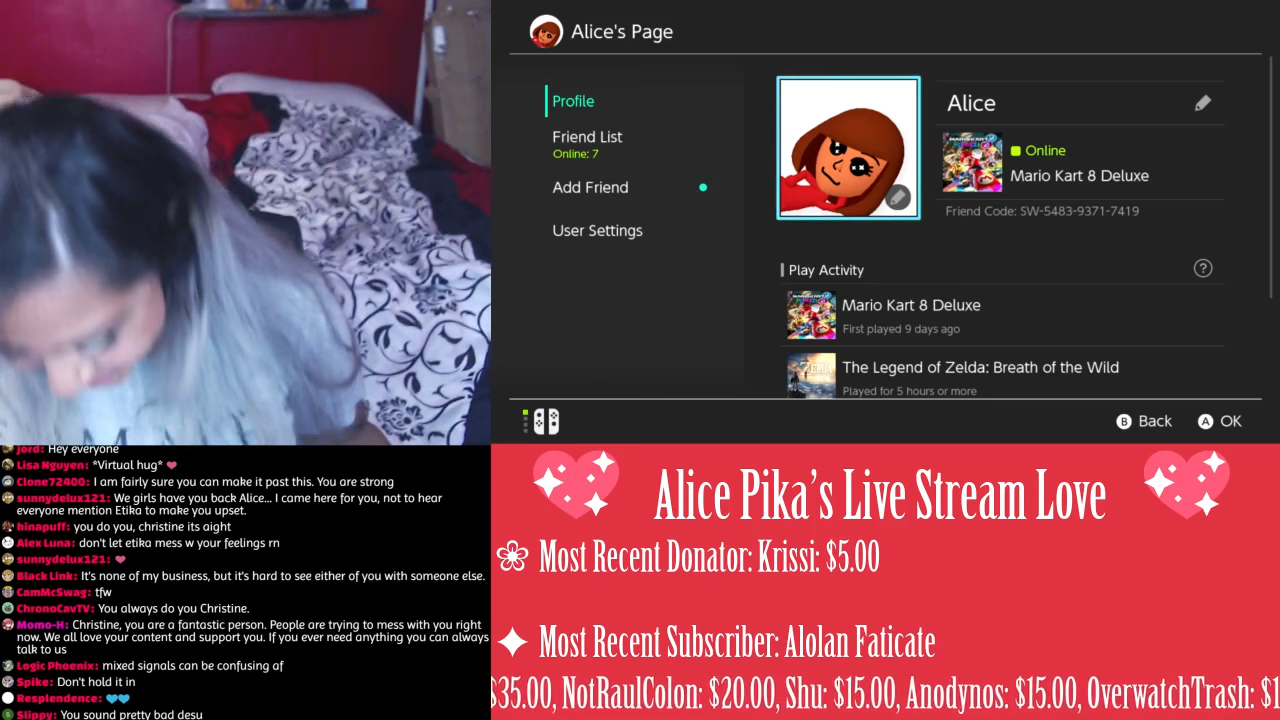 Alice's Page
Profile
Friend List
Online: 7
Add Friend
User Settings
Alice
Online
Mario Kart 8 Deluxe
Friend Code: SW-5483-9371-7419
Play Activity
?
Mario Kart 8 Deluxe
First played 9 days ago
The Legend of Zelda: Breath of the Wild
Played for 5 hours or more
B Back A OK
jord: Hey everyone
Lisa Nguyen: *Virtual hug* ❤
Clone72400: I am fairly sure you can make it past this. You are strong
sunnydelux121: We girls have you back Alice... I came here for you, not to hear
everyone mention Etika to make you upset.
hinapuff: you do you, christine its aight
Alex Luna: don't let etika mess w your feelings rn
sunnydelux121: ❤
Black Link: It's none of my business, but it's hard to see either of you with someone else.
CamMcSwag: tfw
ChronoCavTV: You always do you Christine.
Momo-H: Christine, you are a fantastic person. People are trying to mess with you right
now. We all love your content and support you. If you ever need anything you can always
talk to us
Logic Phoenix: mixed signals can be confusing af
Spike: Don't hold it in
Resplendence: 💙💙
Slippy: You sound pretty bad desu
Alice Pika's Live Stream Love
Most Recent Donator: Krissi: $5.00
Most Recent Subscriber: Alolan Faticate
$35.00, NotRaulColon: $20.00, Shu: $15.00, Anodynos: $15.00, OverwatchTrash: $1